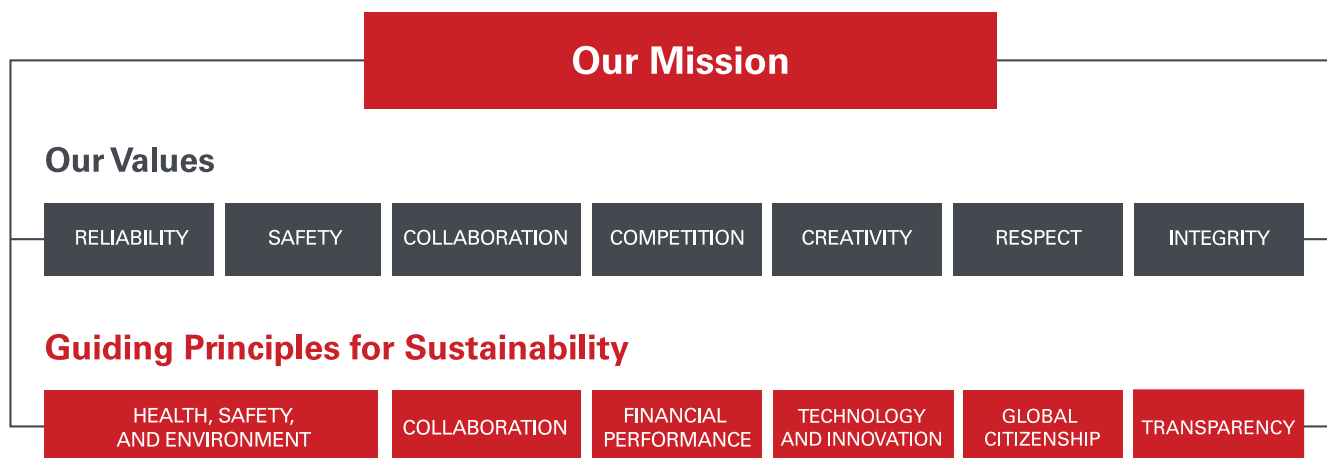 Our Mission
Our Values
RELIABILITY
SAFETY
COLLABORATION
COMPETITION
CREATIVITY
RESPECT
INTEGRITY
Guiding Principles for Sustainability
HEALTH, SAFETY,
AND ENVIRONMENT
COLLABORATION
FINANCIAL
PERFORMANCE
TECHNOLOGY
AND INNOVATION
GLOBAL
CITIZENSHIP
TRANSPARENCY